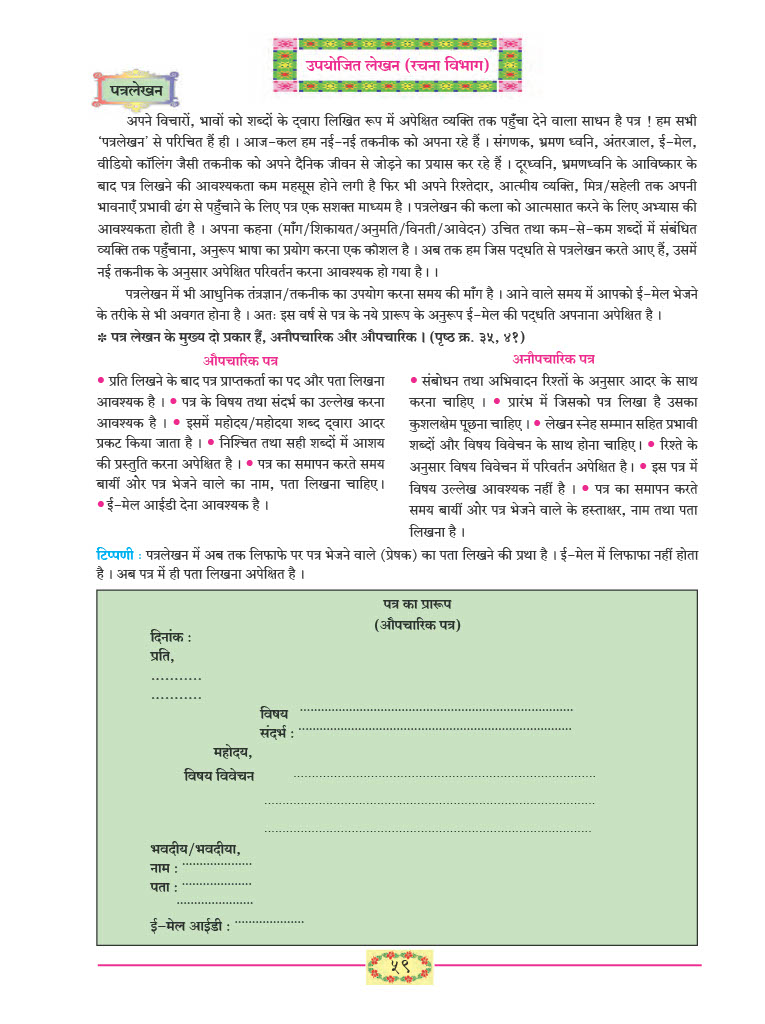 उपयोजित लेखन (रचना विभाग)
पत्रलेखन
अपने विचारों, भावों को शब्दों के द्वारा लिखित रूप में अपेक्षित व्यक्ति तक पहुँचा देने वाला साधन है पत्र ! हम सभी
‘पत्रलेखन’ से परिचित हैं ही । आज-कल हम नई-नई तकनीक को अपना रहे हैं । संगणक, भ्रमण ध्वनि, अंतरजाल, ई-मेल,
वीडियो कॉलिंग जैसी तकनीक को अपने दैनिक जीवन से जोड़ने का प्रयास कर रहे हैं । दूरध्वनि, भ्रमणध्वनि के आविष्कार के
बाद पत्र लिखने की आवश्यकता कम महसूस होने लगी है फिर भी अपने रिश्तेदार, आत्मीय व्यक्ति, मित्र/सहेली तक अपनी
भावनाएँ प्रभावी ढंग से पहुँचाने के लिए पत्र एक सशक्त माध्यम है । पत्रलेखन की कला को आत्मसात करने के लिए अभ्यास की
आवश्यकता होती है । अपना कहना (माँग/शिकायत/अनुमति/विनती/आवेदन) उचित तथा कम-से-कम शब्दों में संबंधित
व्यक्ति तक पहुँचाना, अनुरूप भाषा का प्रयोग करना एक कौशल है । अब तक हम जिस पद्धति से पत्रलेखन करते आए हैं, उसमें
नई तकनीक के अनुसार अपेक्षित परिवर्तन करना आवश्यक हो गया है । ।
पत्रलेखन में भी आधुनिक तंत्रज्ञान/तकनीक का उपयोग करना समय की माँग है । आने वाले समय में आपको ई-मेल भेजने
के तरीके से भी अवगत होना है । अतः इस वर्ष से पत्र के नये प्रारूप के अनुरूप ई-मेल की पद्धति अपनाना अपेक्षित है ।
* पत्र लेखन के मुख्य दो प्रकार हैं, अनौपचारिक और औपचारिक । (पृष्ठ क्र. ३५, ४१)
औपचारिक पत्र
• प्रति लिखने के बाद पत्र प्राप्तकर्ता का पद और पता लिखना
आवश्यक है । • पत्र के विषय तथा संदर्भ का उल्लेख करना
आवश्यक है । • इसमें महोदय/महोदया शब्द द्वारा आदर
प्रकट किया जाता है । • निश्चित तथा सही शब्दों में आशय
की प्रस्तुति करना अपेक्षित है । • पत्र का समापन करते समय
बायीं ओर पत्र भेजने वाले का नाम, पता लिखना चाहिए ।
• ई-मेल आईडी देना आवश्यक है ।
अनौपचारिक पत्र
• संबोधन तथा अभिवादन रिश्तों के अनुसार आदर के साथ
करना चाहिए । • प्रारंभ में जिसको पत्र लिखा है उसका
कुशलक्षेम पूछना चाहिए । • लेखन स्नेह सम्मान सहित प्रभावी
शब्दों और विषय विवेचन के साथ होना चाहिए । • रिश्ते के
अनुसार विषय विवेचन में परिवर्तन अपेक्षित है । • इस पत्र में
विषय उल्लेख आवश्यक नहीं है । • पत्र का समापन करते
समय बायीं ओर पत्र भेजने वाले के हस्ताक्षर, नाम तथा पता
लिखना है ।
टिप्पणी : पत्रलेखन में अब तक लिफाफे पर पत्र भेजने वाले (प्रेषक) का पता लिखने की प्रथा है । ई-मेल में लिफाफा नहीं होता
है । अब पत्र में ही पता लिखना अपेक्षित है ।
पत्र का प्रारूप
(औपचारिक पत्र)
दिनांक :
प्रति,
...........
...........
विषय ..............................................................................
संदर्भ : ..............................................................................
महोदय,
विषय विवेचन ..............................................................................
..............................................................................
..............................................................................
भवदीय/भवदीया,
नाम : ....................
पता : ....................
......................
ई-मेल आईडी : ....................
५९